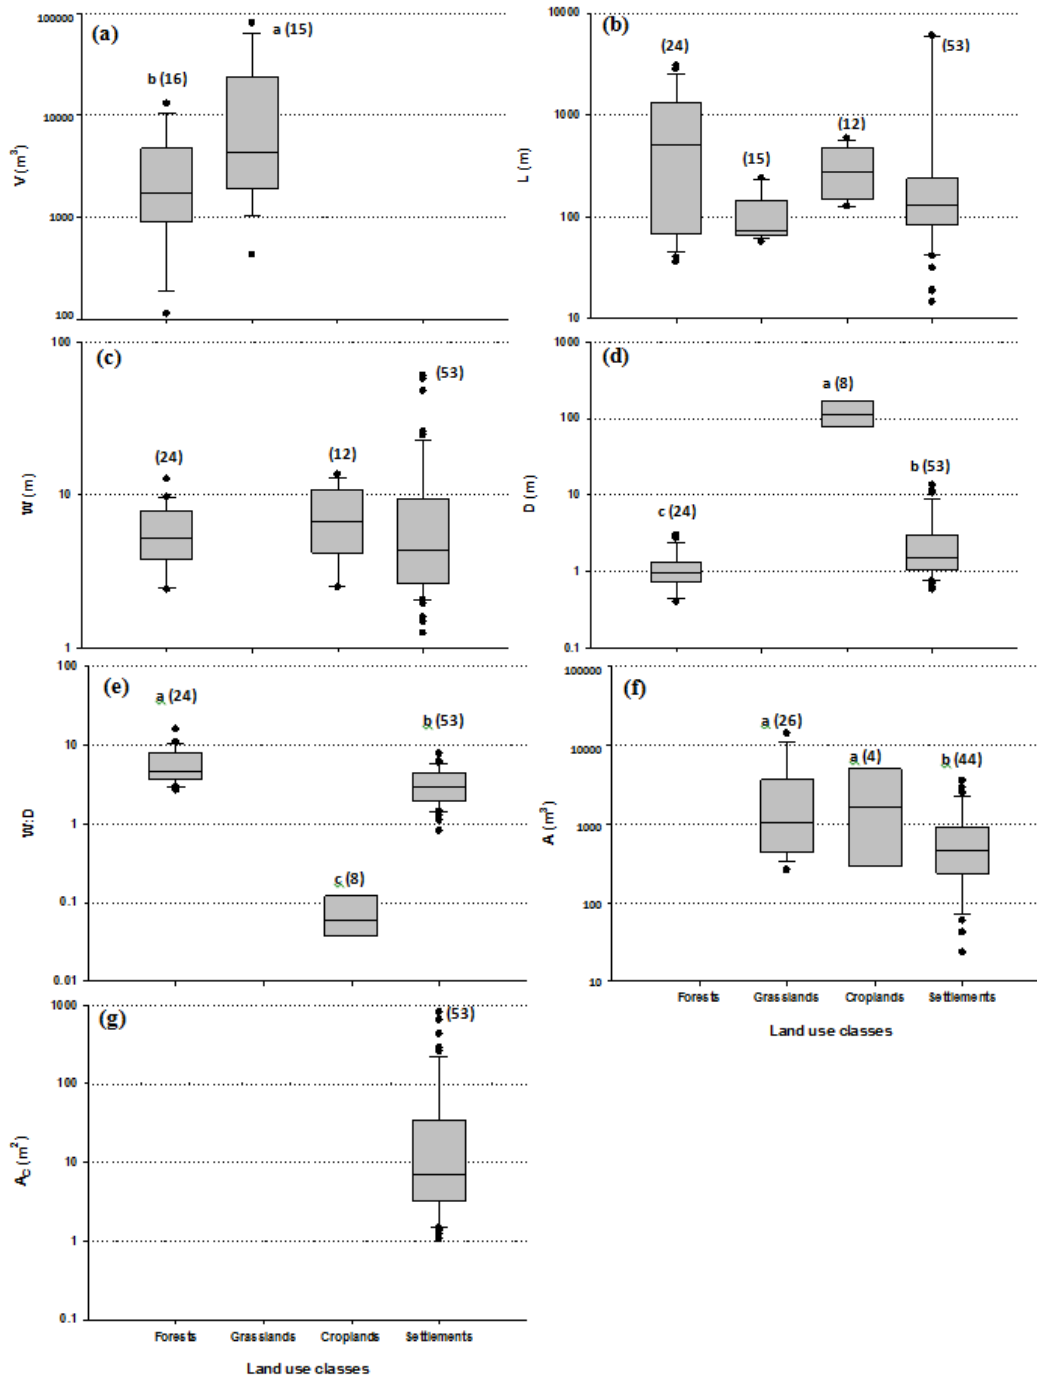 (a)
100000
10000
1000
100
V (m³)
b (16)
a (15)
(b)
10000
1000
100
10
L (m)
(24)
(15)
(12)
(53)
(c)
100
10
1
W (m)
(24)
(12)
(53)
(d)
1000
100
10
1
0.1
D (m)
c (24)
a (8)
b (53)
(e)
100
10
1
0.1
0.01
W:D
a (24)
c (8)
b (53)
(f)
100000
10000
1000
100
10
A (m³)
a (26)
a (4)
b (44)
Forests Grasslands Croplands Settlements
Land use classes
(g)
1000
100
10
1
0.1
A_C (m²)
(53)
Forests Grasslands Croplands Settlements
Land use classes